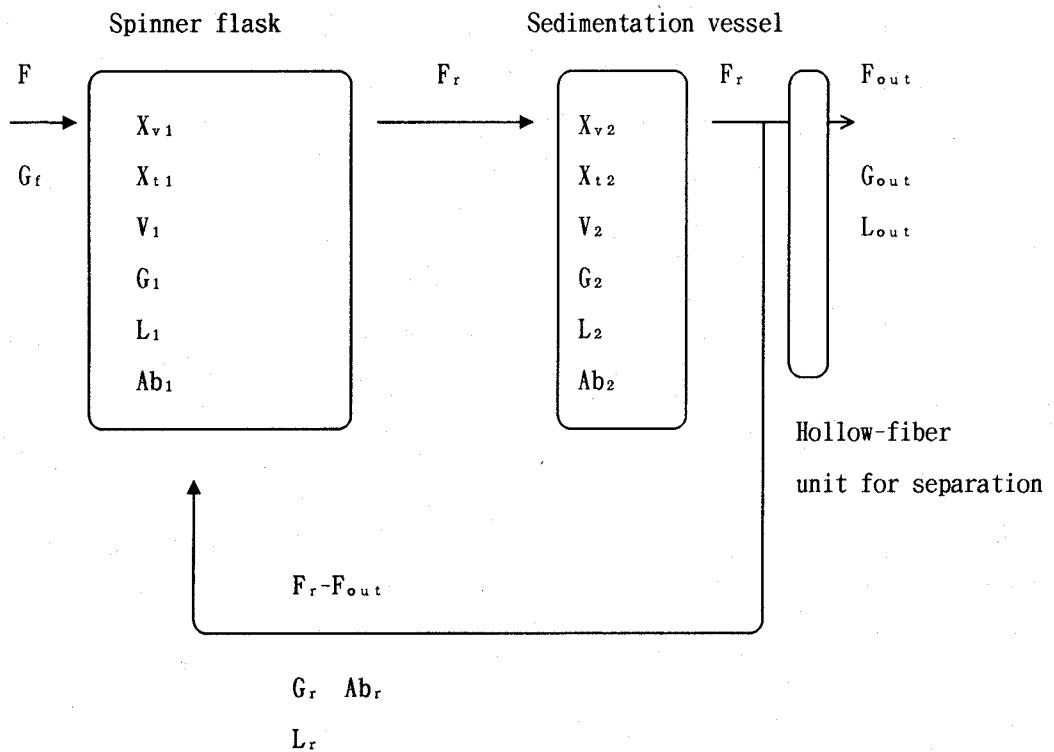 Spinner flask
Sedimentation vessel
F
Fᵣ
Fᵣ
Fₒᵤₜ
Xᵥ₁
Xᵥ₂
G_f
Xₜ₁
Xₜ₂
Gₒᵤₜ
V₁
V₂
Lₒᵤₜ
G₁
G₂
L₁
L₂
Ab₁
Ab₂
Hollow-fiber
unit for separation
Fᵣ-Fₒᵤₜ
Gᵣ Abᵣ
Lᵣ